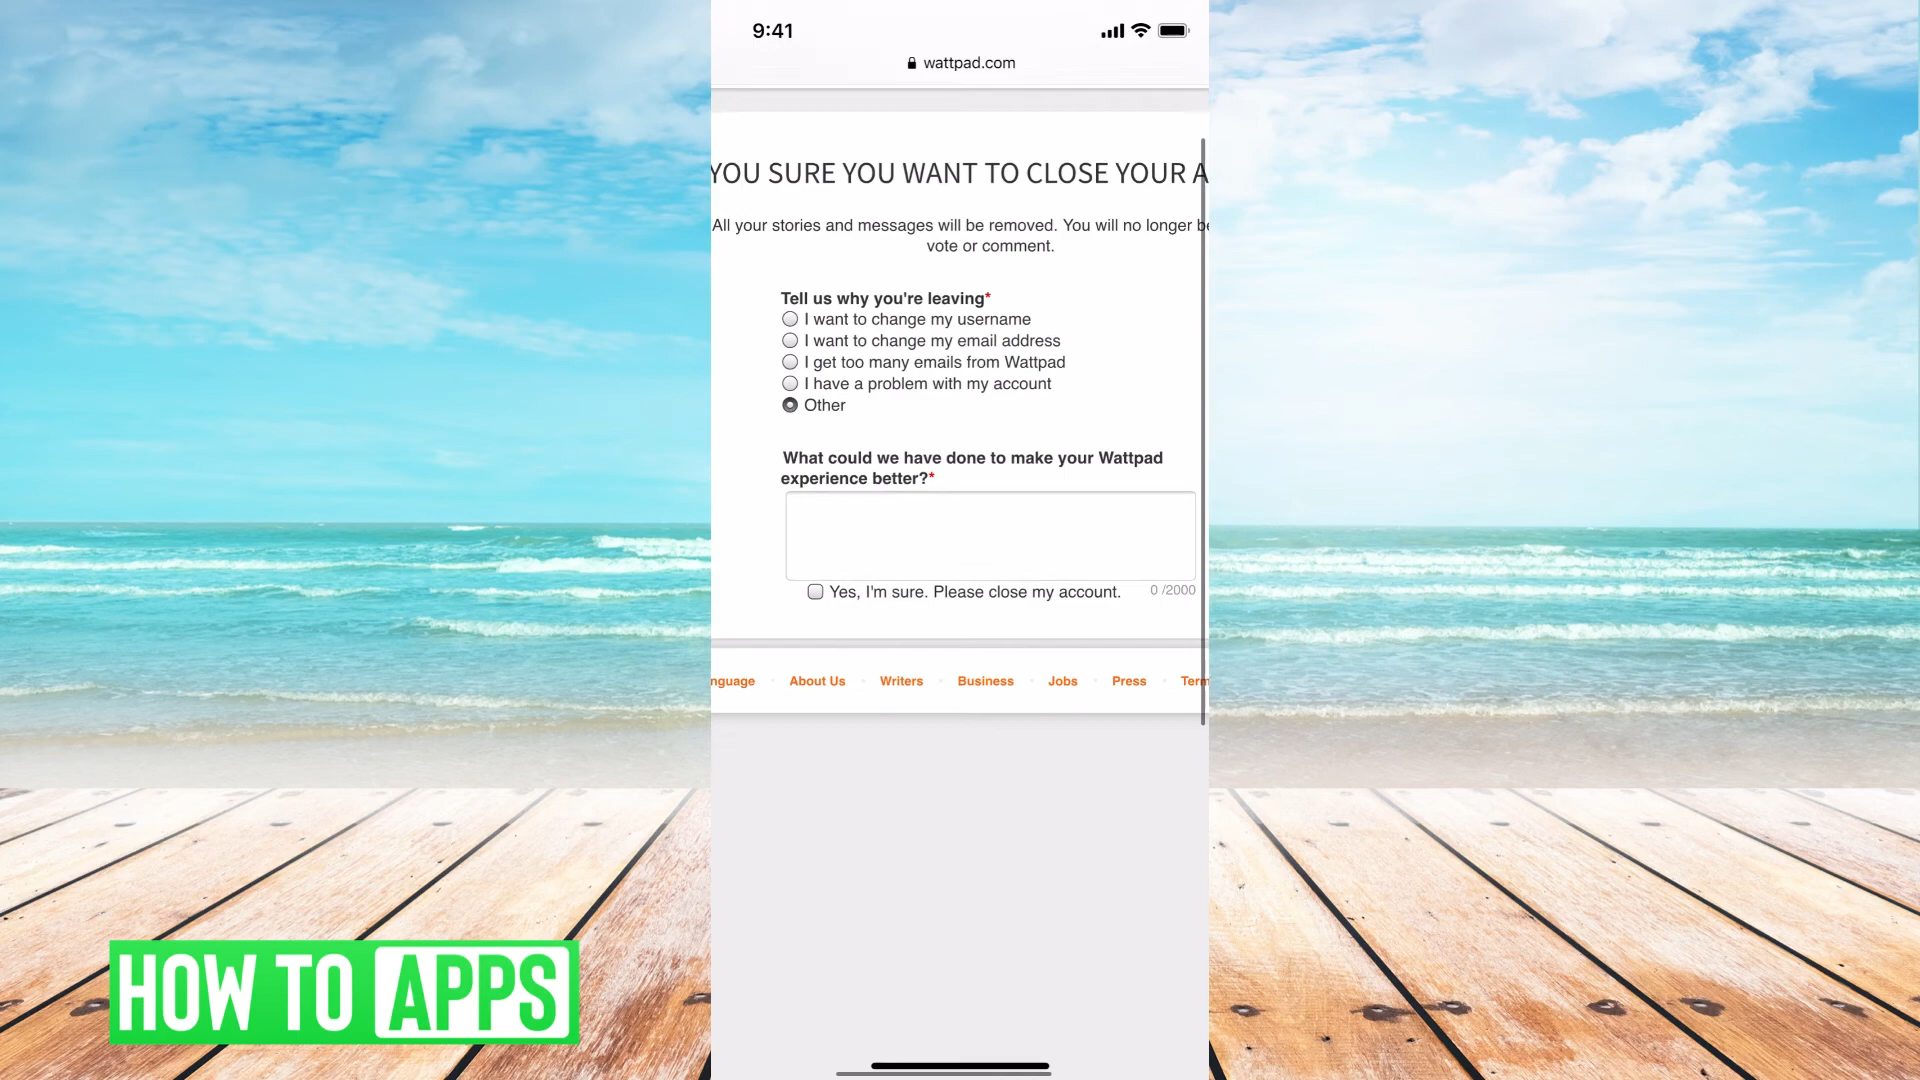 9:41
wattpad.com
YOU SURE YOU WANT TO CLOSE YOUR A
All your stories and messages will be removed. You will no longer be
vote or comment.
Tell us why you're leaving*
I want to change my username
I want to change my email address
I get too many emails from Wattpad
I have a problem with my account
Other
What could we have done to make your Wattpad
experience better?*
Yes, I'm sure. Please close my account. 0 /2000
nguage About Us Writers Business Jobs Press Term
HOW TO APPS